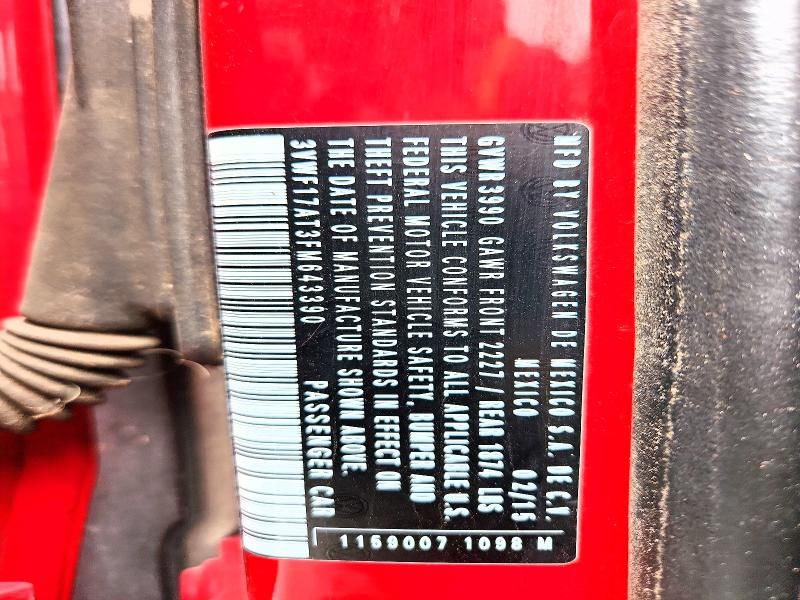 MFD BY VOLKSWAGEN DE MEXICO S.A. DE C.V.
MEXICO 02/15
GVWR 3990 GAWR FRONT 2227 / REAR 1874 LBS
THIS VEHICLE CONFORMS TO ALL APPLICABLE U.S.
FEDERAL MOTOR VEHICLE SAFETY, BUMPER AND
THEFT PREVENTION STANDARDS IN EFFECT ON
THE DATE OF MANUFACTURE SHOWN ABOVE.
3VWF17AT3FM643390 PASSENGER CAR
1159007 1098 M